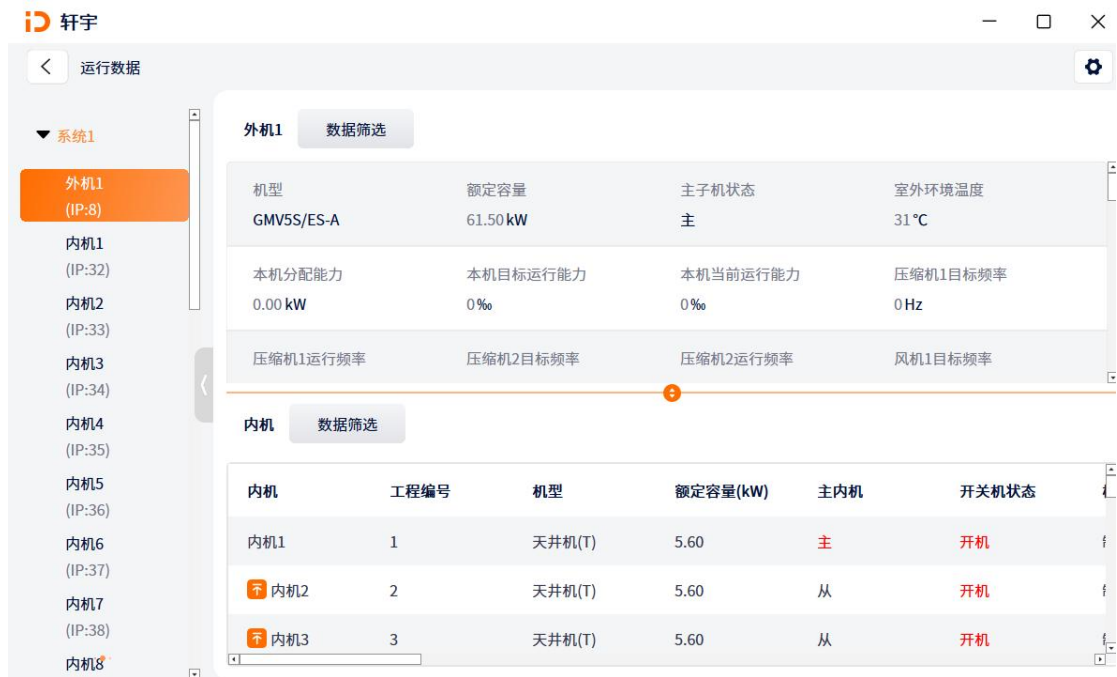 轩宇
运行数据
系统1
外机1
(IP:8)
内机1
(IP:32)
内机2
(IP:33)
内机3
(IP:34)
内机4
(IP:35)
内机5
(IP:36)
内机6
(IP:37)
内机7
(IP:38)
内机8
外机1 数据筛选
机型 额定容量 主子机状态 室外环境温度
GMV5S/ES-A 61.50 kW 主 31 ℃
本机分配能力 本机目标运行能力 本机当前运行能力 压缩机1目标频率
0.00 kW 0 ‰ 0 ‰ 0 Hz
压缩机1运行频率 压缩机2目标频率 压缩机2运行频率 风机1目标频率
内机 数据筛选
内机 工程编号 机型 额定容量(kW) 主内机 开关机状态
内机1 1 天井机(T) 5.60 主 开机
内机2 2 天井机(T) 5.60 从 开机
内机3 3 天井机(T) 5.60 从 开机